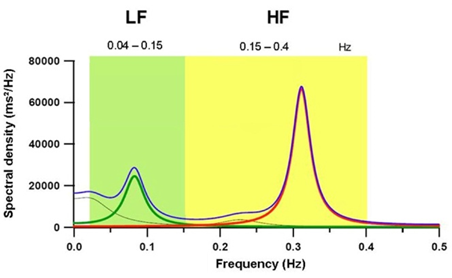 LF HF
0.04 – 0.15 0.15 – 0.4 Hz
Spectral density (ms²/Hz)
80000
60000
40000
20000
0
0.0 0.1 0.2 0.3 0.4 0.5
Frequency (Hz)